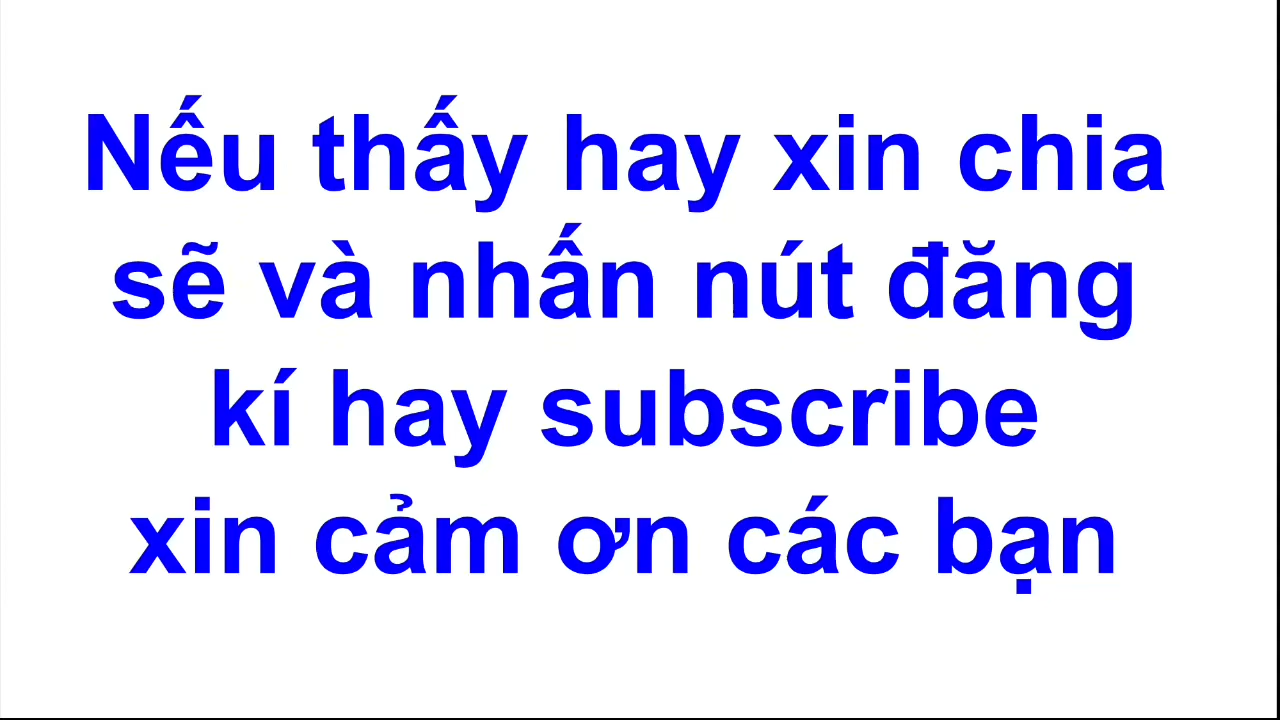 Nếu thấy hay xin chia
sẽ và nhấn nút đăng
kí hay subscribe
xin cảm ơn các bạn